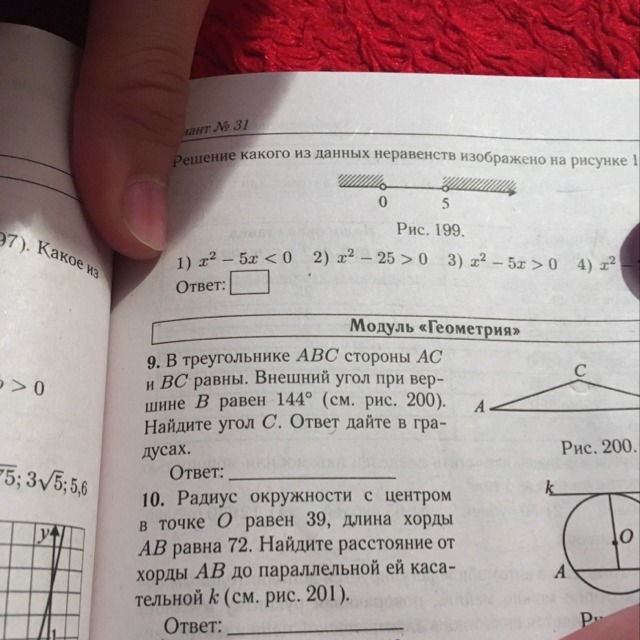 № 31
Решение какого из данных неравенств изображено на рисунке 1
0 5
Рис. 199.
1) x² − 5x < 0 2) x² − 25 > 0 3) x² − 5x > 0 4) x²
Ответ:
Модуль «Геометрия»
97). Какое из
> 0
3√5; 5,6
y
1
9. В треугольнике ABC стороны AC
и BC равны. Внешний угол при вер-
шине B равен 144° (см. рис. 200).
Найдите угол C. Ответ дайте в гра-
дусах.
Ответ:
C
A
Рис. 200.
10. Радиус окружности с центром
в точке O равен 39, длина хорды
AB равна 72. Найдите расстояние от
хорды AB до параллельной ей каса-
тельной k (см. рис. 201).
Ответ:
k
O
A